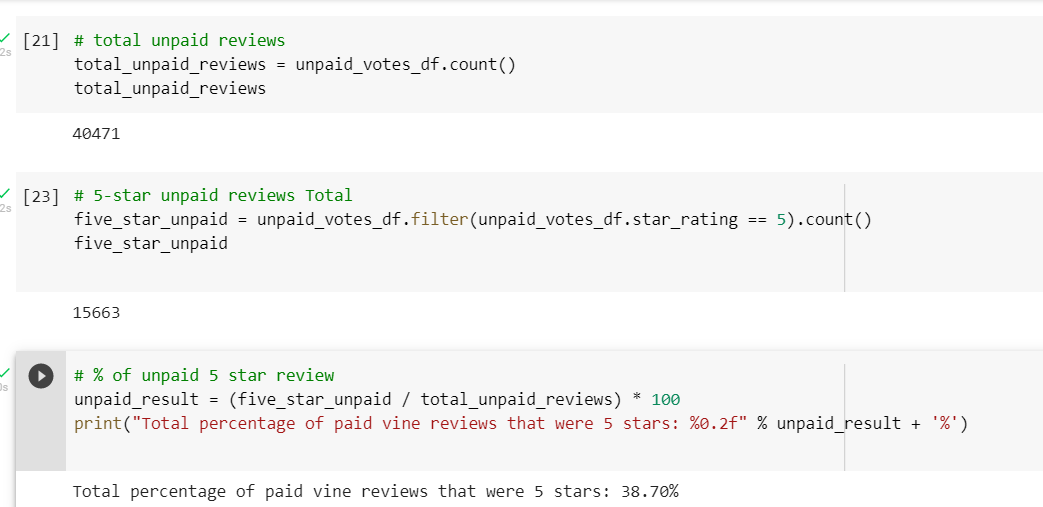 [21] # total unpaid reviews
total_unpaid_reviews = unpaid_votes_df.count()
total_unpaid_reviews
2s
40471
[23] # 5-star unpaid reviews Total
five_star_unpaid = unpaid_votes_df.filter(unpaid_votes_df.star_rating == 5).count()
five_star_unpaid
2s
15663
# % of unpaid 5 star review
unpaid_result = (five_star_unpaid / total_unpaid_reviews) * 100
print("Total percentage of paid vine reviews that were 5 stars: %0.2f" % unpaid_result + '%')
0s
Total percentage of paid vine reviews that were 5 stars: 38.70%